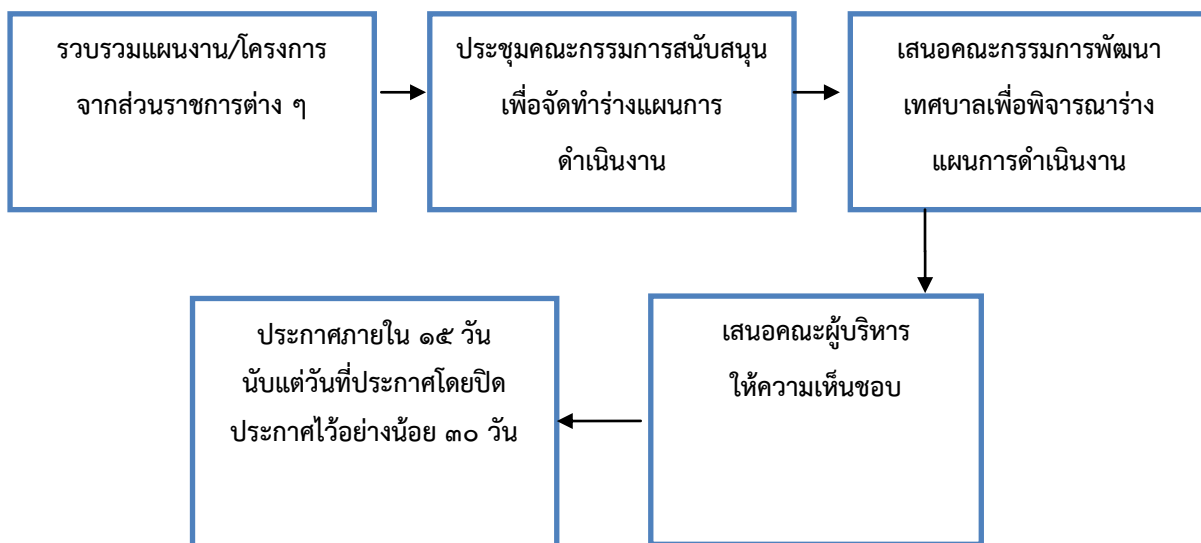 รวบรวมแผนงาน/โครงการ
จากส่วนราชการต่าง ๆ
ประชุมคณะกรรมการสนับสนุน
เพื่อจัดทำร่างแผนการ
ดำเนินงาน
เสนอคณะกรรมการพัฒนา
เทศบาลเพื่อพิจารณาร่าง
แผนการดำเนินงาน
เสนอคณะผู้บริหาร
ให้ความเห็นชอบ
ประกาศภายใน ๑๕ วัน
นับแต่วันที่ประกาศโดยปิด
ประกาศไว้อย่างน้อย ๓๐ วัน